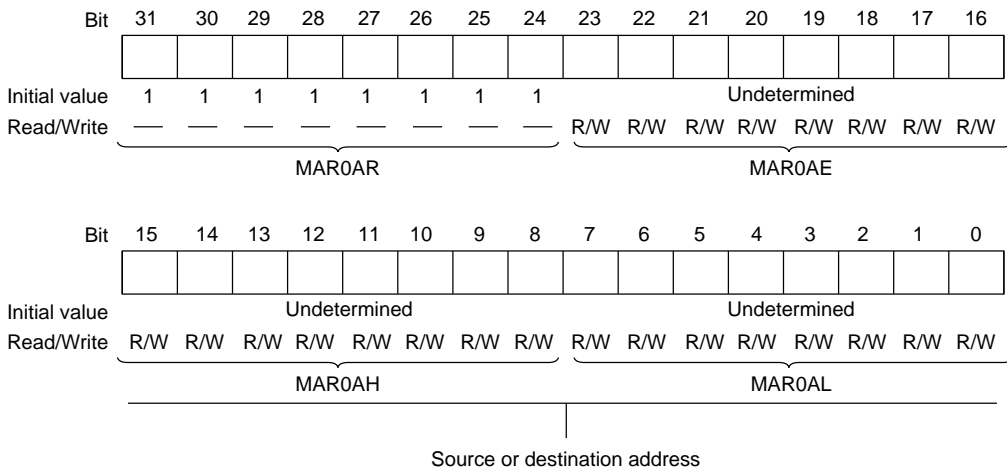 Bit 31 30 29 28 27 26 25 24 23 22 21 20 19 18 17 16
Initial value 1 1 1 1 1 1 1 1 Undetermined
Read/Write — — — — — — — — R/W R/W R/W R/W R/W R/W R/W R/W
MAR0AR MAR0AE
Bit 15 14 13 12 11 10 9 8 7 6 5 4 3 2 1 0
Initial value Undetermined Undetermined
Read/Write R/W R/W R/W R/W R/W R/W R/W R/W R/W R/W R/W R/W R/W R/W R/W R/W
MAR0AH MAR0AL
Source or destination address